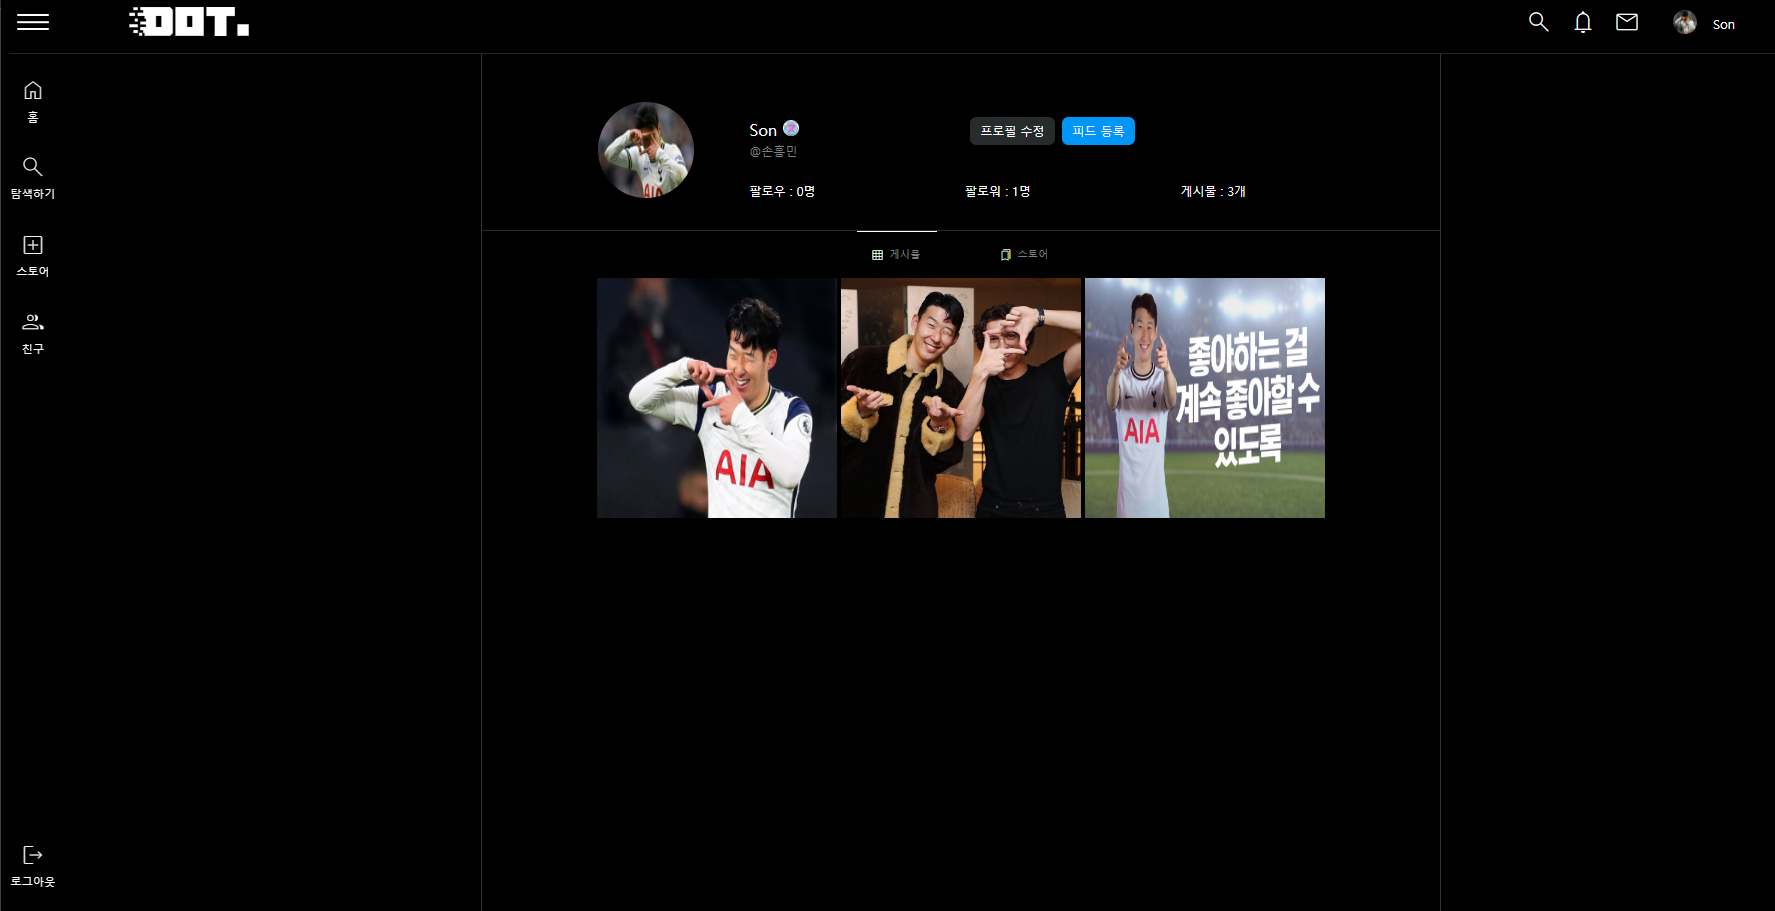 DOT.
Son
홈
탐색하기
스토어
친구
로그아웃
Son
프로필 수정
피드 등록
@손흥민
팔로우 : 0명
팔로워 : 1명
게시물 : 3개
게시물
스토어
AIA
AIA
좋아하는 걸
계속 좋아할 수
있도록
AIA